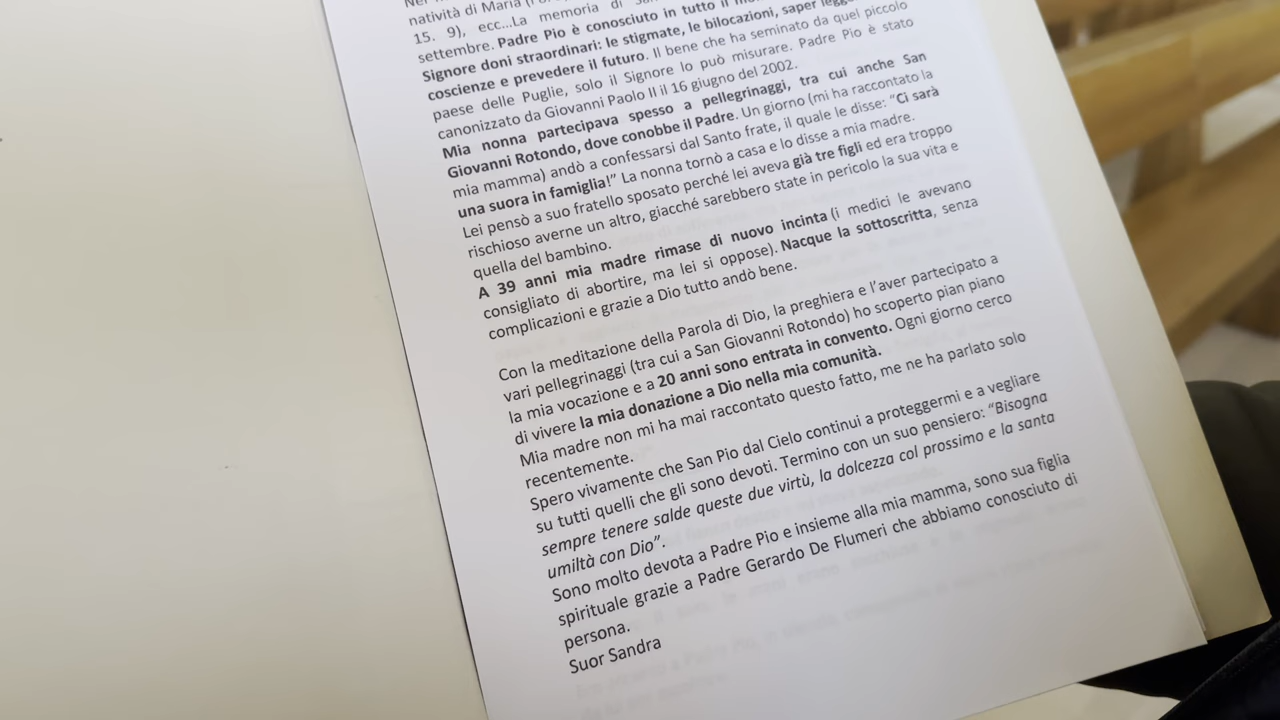 natività di Maria
15. 9), ecc...La memoria di
settembre. Padre Pio è conosciuto in tutto il
Signore doni straordinari: le stigmate, le bilocazioni, saper
coscienze e prevedere il futuro. Il bene che ha seminato da quel piccolo
paese delle Puglie, solo il Signore lo può misurare. Padre Pio è stato
canonizzato da Giovanni Paolo II il 16 giugno del 2002.
Mia nonna partecipava spesso a pellegrinaggi, tra cui anche San
Giovanni Rotondo, dove conobbe il Padre. Un giorno (mi ha raccontato la
mia mamma) andò a confessarsi dal Santo frate, il quale le disse: "Ci sarà
una suora in famiglia!" La nonna tornò a casa e lo disse a mia madre.
Lei pensò a suo fratello sposato perché lei aveva già tre figli ed era troppo
rischioso averne un altro, giacché sarebbero state in pericolo la sua vita e
quella del bambino.
A 39 anni mia madre rimase di nuovo incinta (i medici le avevano
consigliato di abortire, ma lei si oppose). Nacque la sottoscritta, senza
complicazioni e grazie a Dio tutto andò bene.
Con la meditazione della Parola di Dio, la preghiera e l'aver partecipato a
vari pellegrinaggi (tra cui a San Giovanni Rotondo) ho scoperto pian piano
la mia vocazione e a 20 anni sono entrata in convento. Ogni giorno cerco
di vivere la mia donazione a Dio nella mia comunità.
Mia madre non mi ha mai raccontato questo fatto, me ne ha parlato solo
recentemente.
Spero vivamente che San Pio dal Cielo continui a proteggermi e a vegliare
su tutti quelli che gli sono devoti. Termino con un suo pensiero: "Bisogna
sempre tenere salde queste due virtù, la dolcezza col prossimo e la santa
umiltà con Dio".
Sono molto devota a Padre Pio e insieme alla mia mamma, sono sua figlia
spirituale grazie a Padre Gerardo De Flumeri che abbiamo conosciuto di
persona.
Suor Sandra